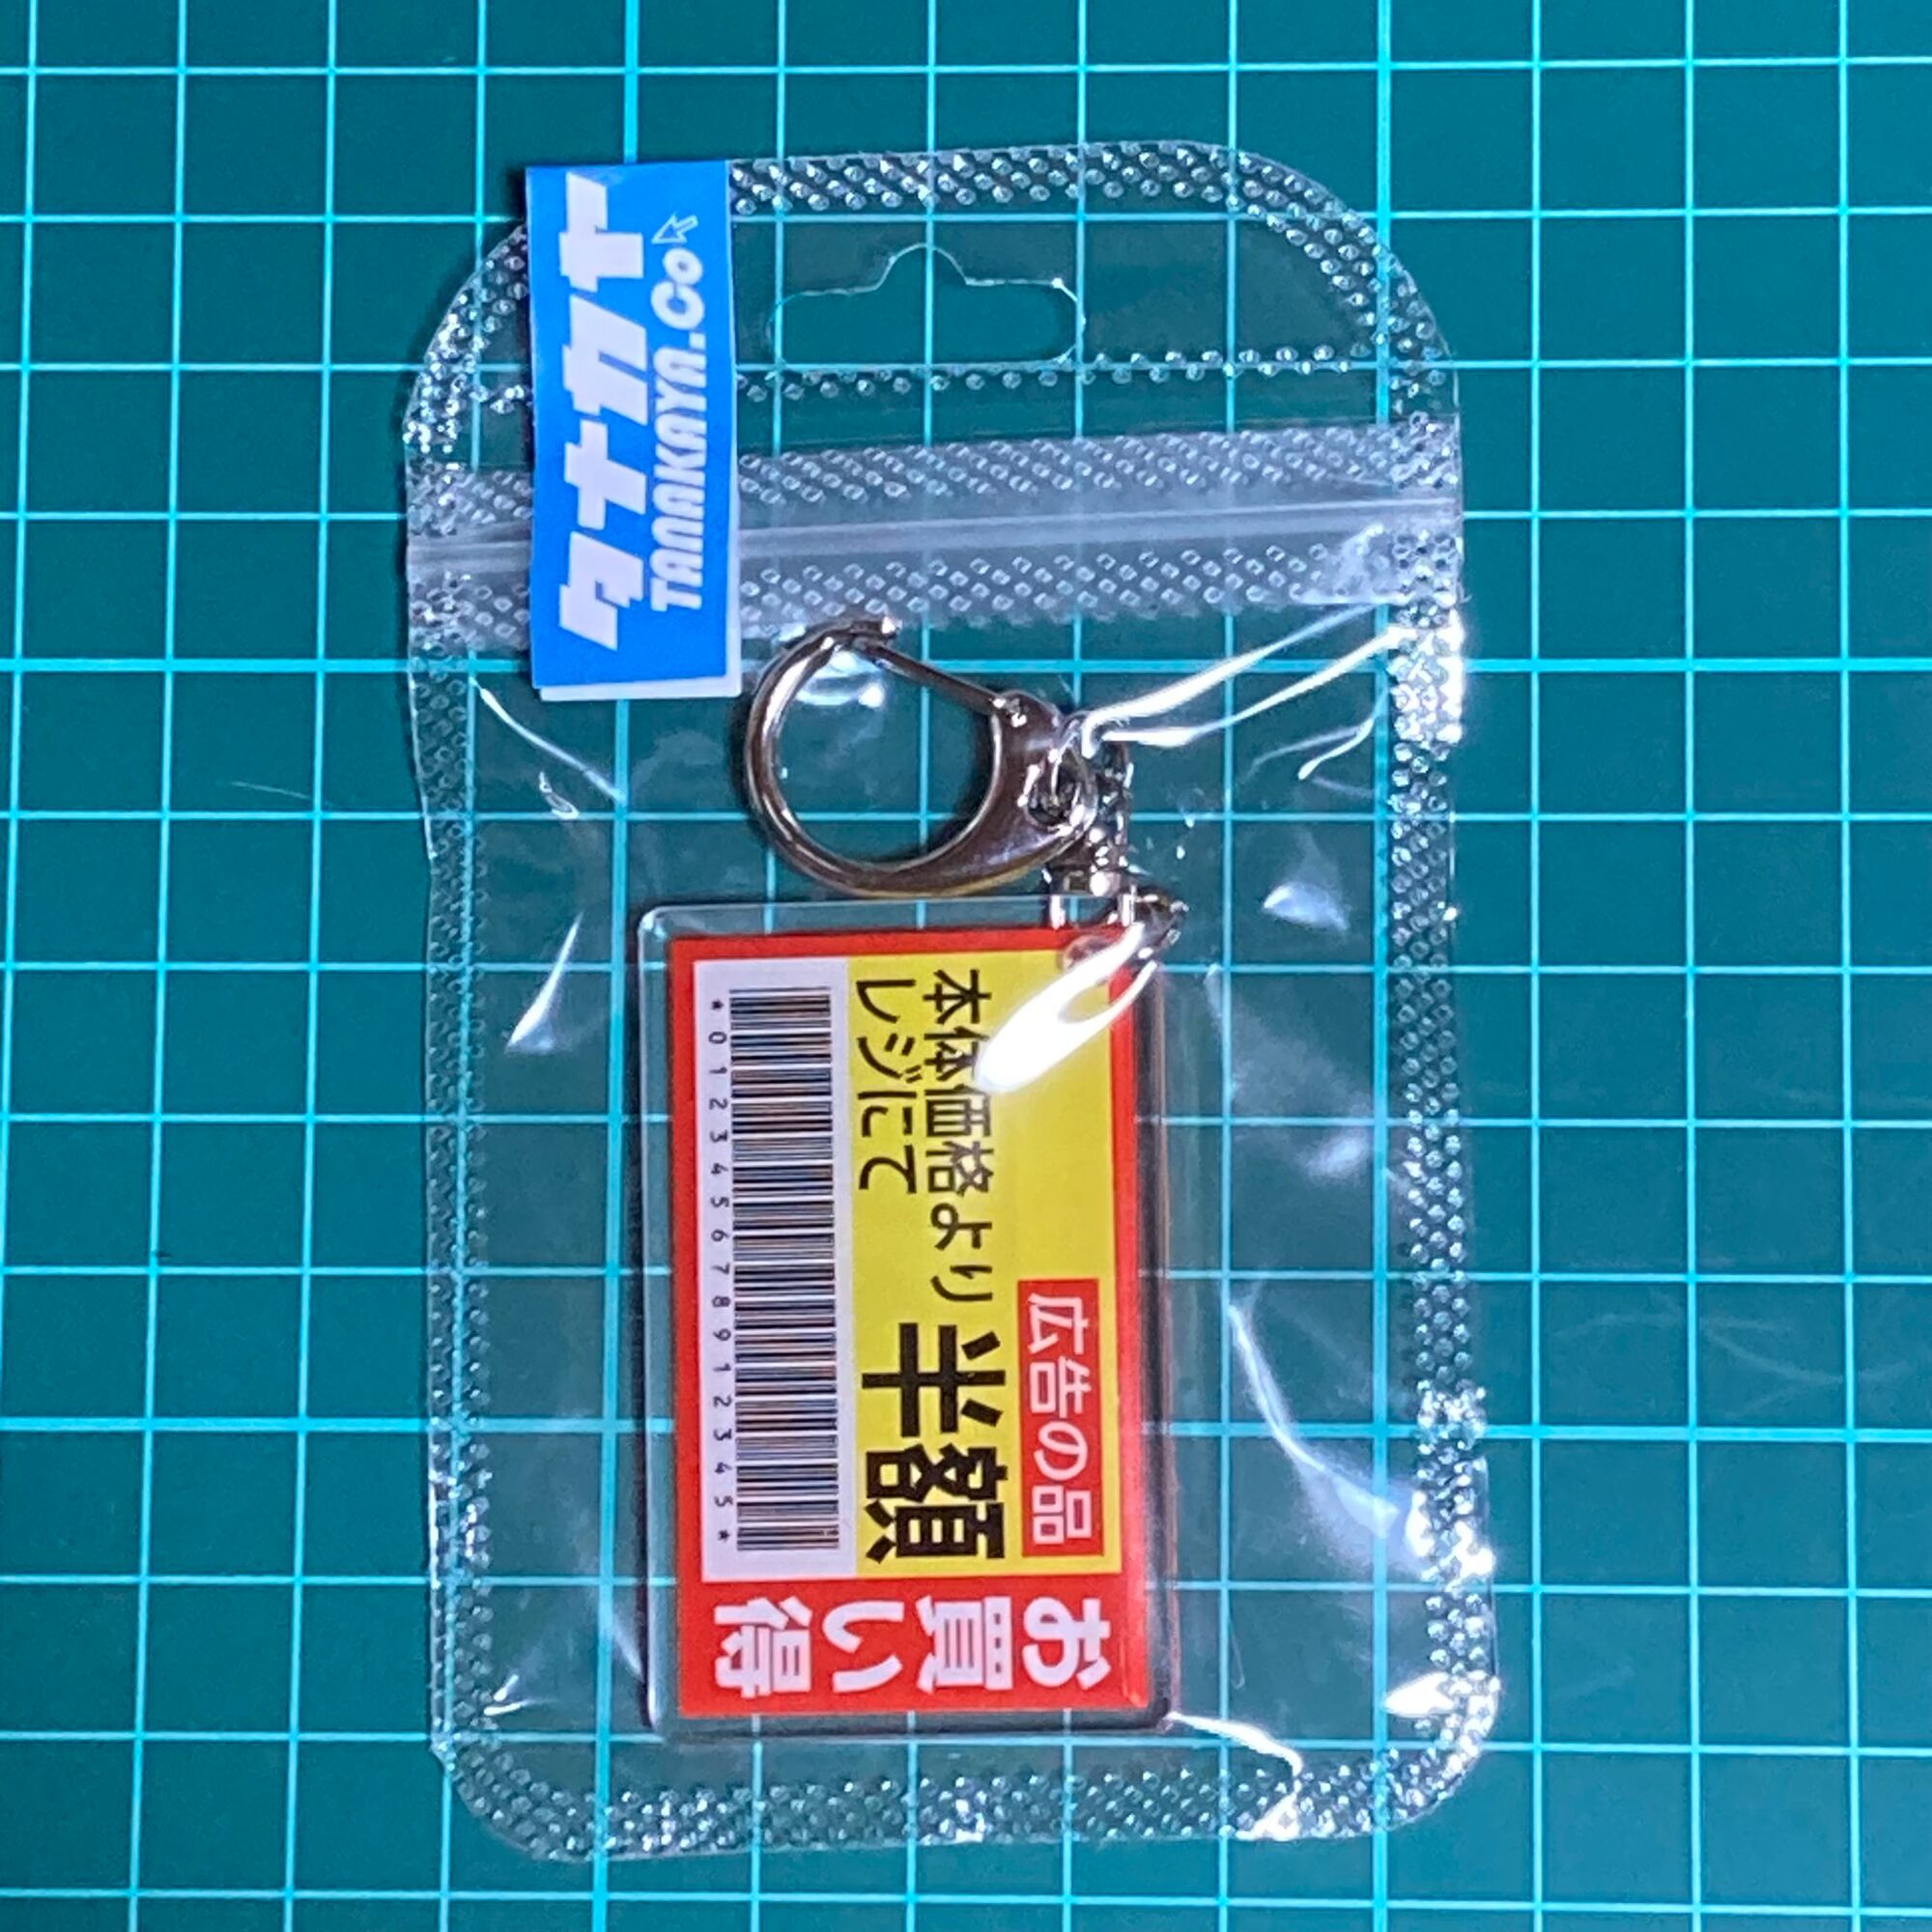 タナカヤ
TANAKAYA.Co
広告の品
本体価格より
レジにて
半額
*012345678912345*
お買い得